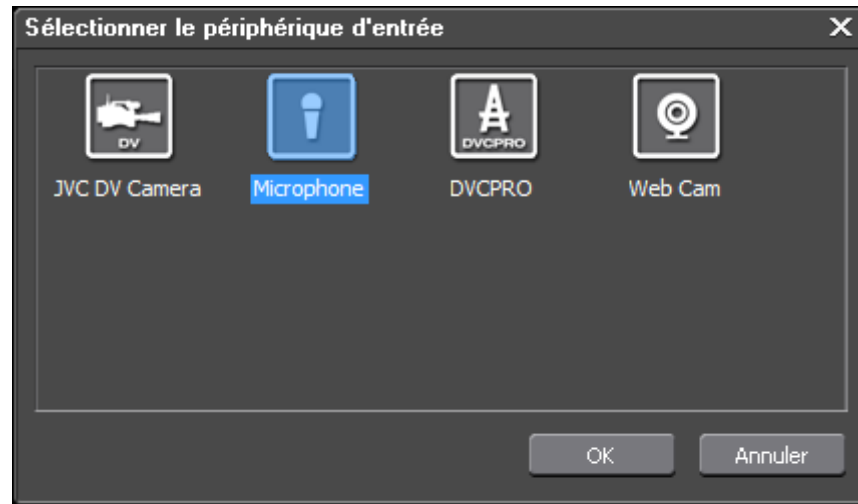 Sélectionner le périphérique d'entrée
DV
DVCPRO
JVC DV Camera Microphone DVCPRO Web Cam
OK Annuler